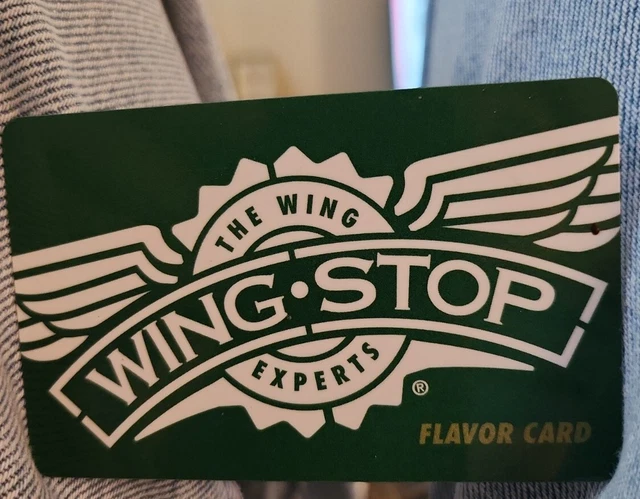 THE WING
WING·STOP
EXPERTS
®
FLAVOR CARD